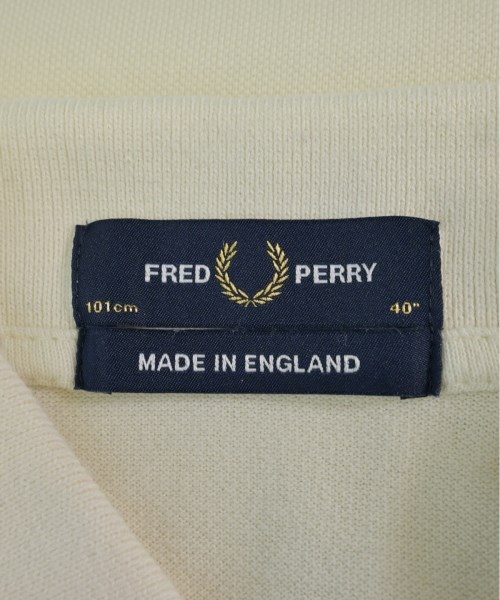 FRED PERRY
101cm 40"
MADE IN ENGLAND